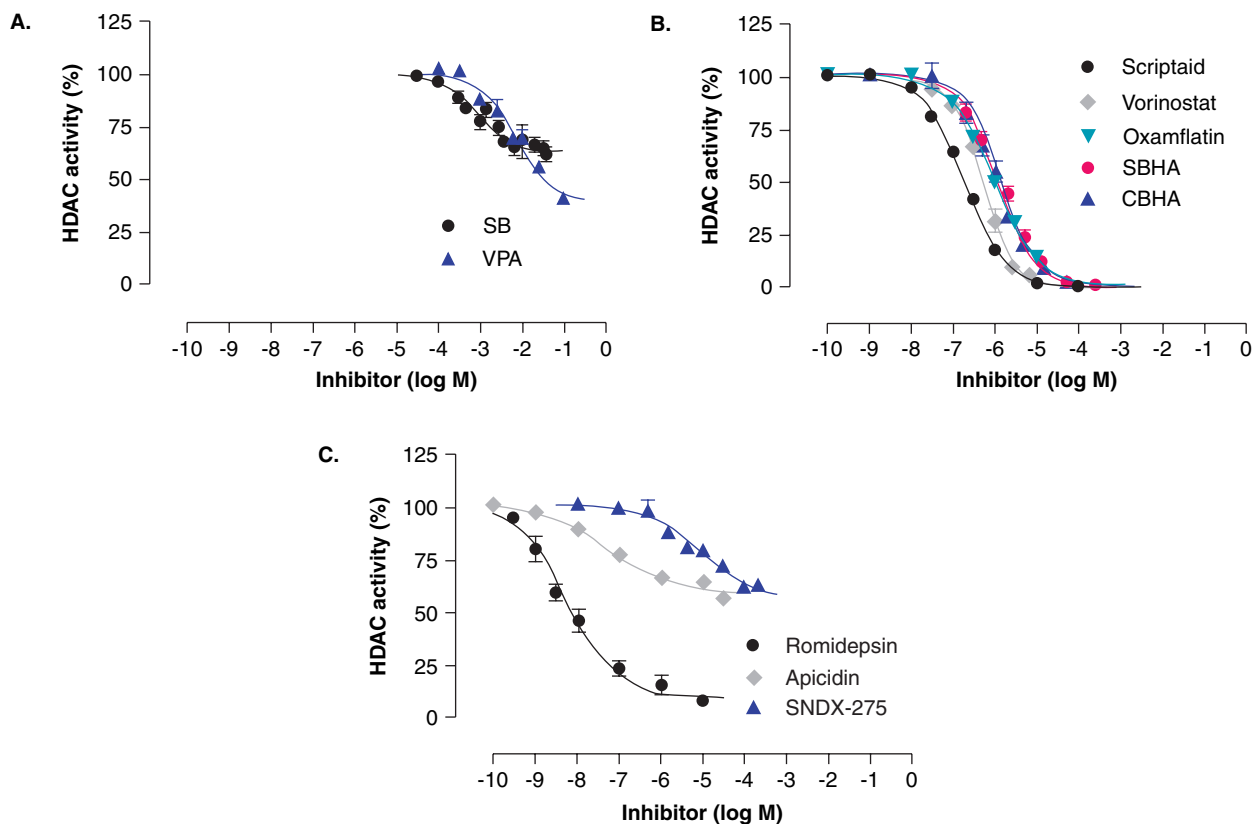 A.
HDAC activity (%)
125
100
75
50
25
0
SB
VPA
-10 -9 -8 -7 -6 -5 -4 -3 -2 -1 0
Inhibitor (log M)
B.
HDAC activity (%)
125
100
75
50
25
0
Scriptaid
Vorinostat
Oxamflatin
SBHA
CBHA
-10 -9 -8 -7 -6 -5 -4 -3 -2 -1 0
Inhibitor (log M)
C.
HDAC activity (%)
125
100
75
50
25
0
Romidepsin
Apicidin
SNDX-275
-10 -9 -8 -7 -6 -5 -4 -3 -2 -1 0
Inhibitor (log M)